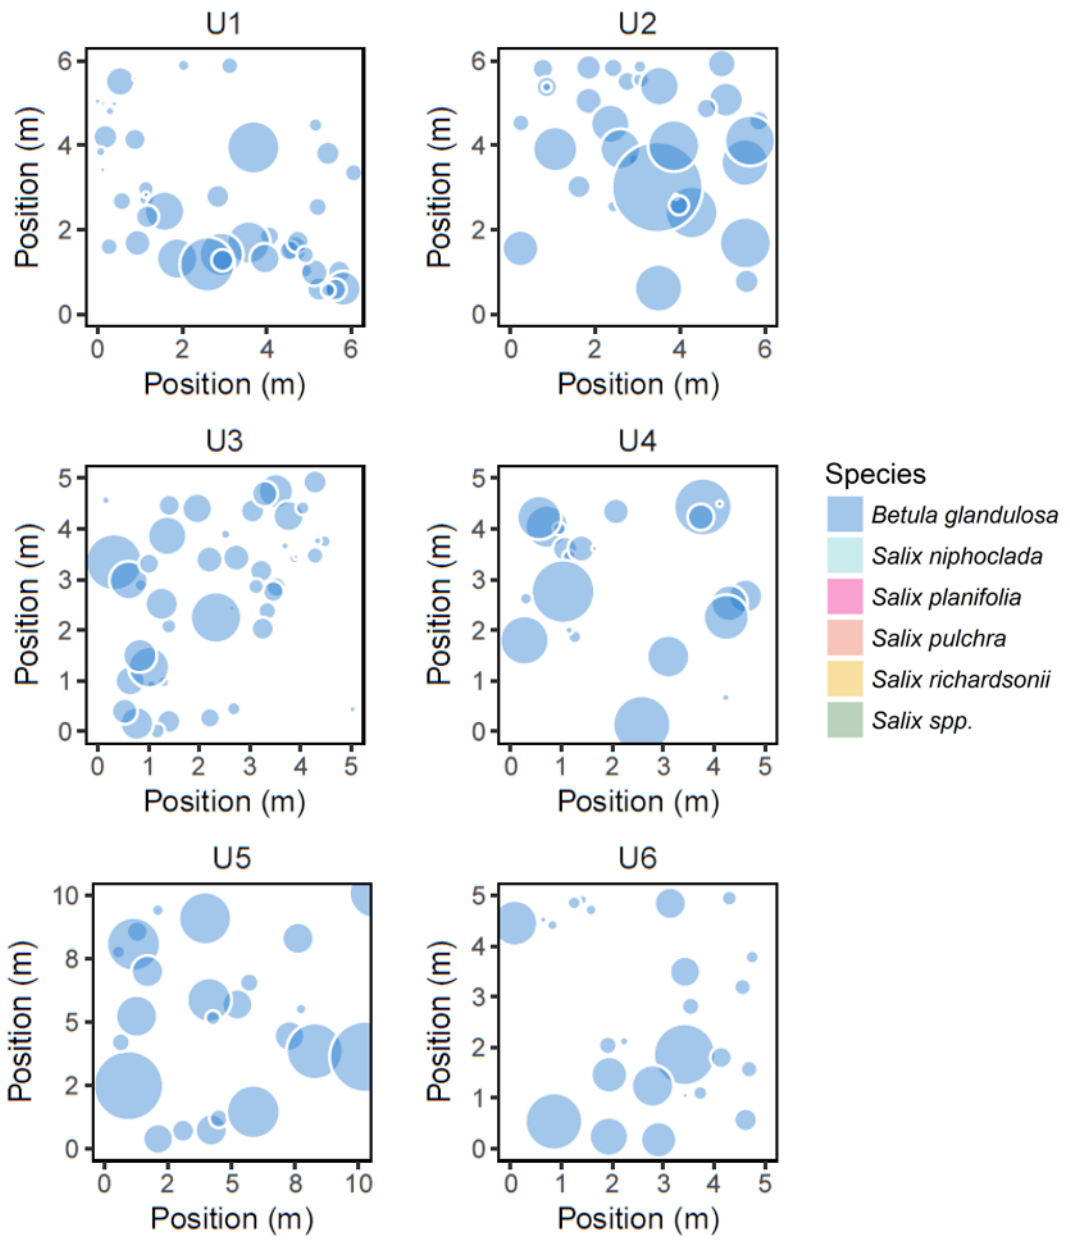 U1
U2
6
4
2
0
Position (m)
0 2 4 6
Position (m)
6
4
2
0
Position (m)
0 2 4 6
Position (m)
U3
U4
5
4
3
2
1
0
Position (m)
0 1 2 3 4 5
Position (m)
5
4
3
2
1
0
Position (m)
0 1 2 3 4 5
Position (m)
Species
Betula glandulosa
Salix niphoclada
Salix planifolia
Salix pulchra
Salix richardsonii
Salix spp.
U5
U6
10
8
5
2
0
Position (m)
0 2 5 8 10
Position (m)
5
4
3
2
1
0
Position (m)
0 1 2 3 4 5
Position (m)